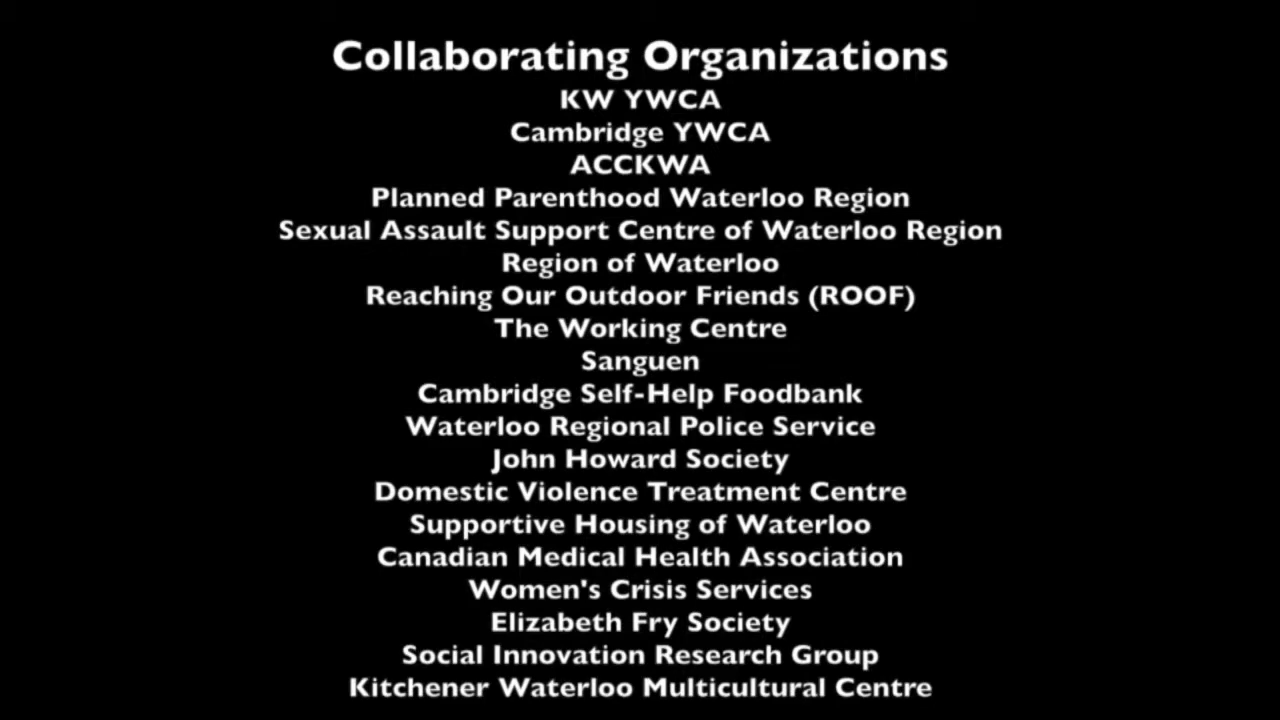 Collaborating Organizations
KW YWCA
Cambridge YWCA
ACCKWA
Planned Parenthood Waterloo Region
Sexual Assault Support Centre of Waterloo Region
Region of Waterloo
Reaching Our Outdoor Friends (ROOF)
The Working Centre
Sanguen
Cambridge Self-Help Foodbank
Waterloo Regional Police Service
John Howard Society
Domestic Violence Treatment Centre
Supportive Housing of Waterloo
Canadian Medical Health Association
Women's Crisis Services
Elizabeth Fry Society
Social Innovation Research Group
Kitchener Waterloo Multicultural Centre